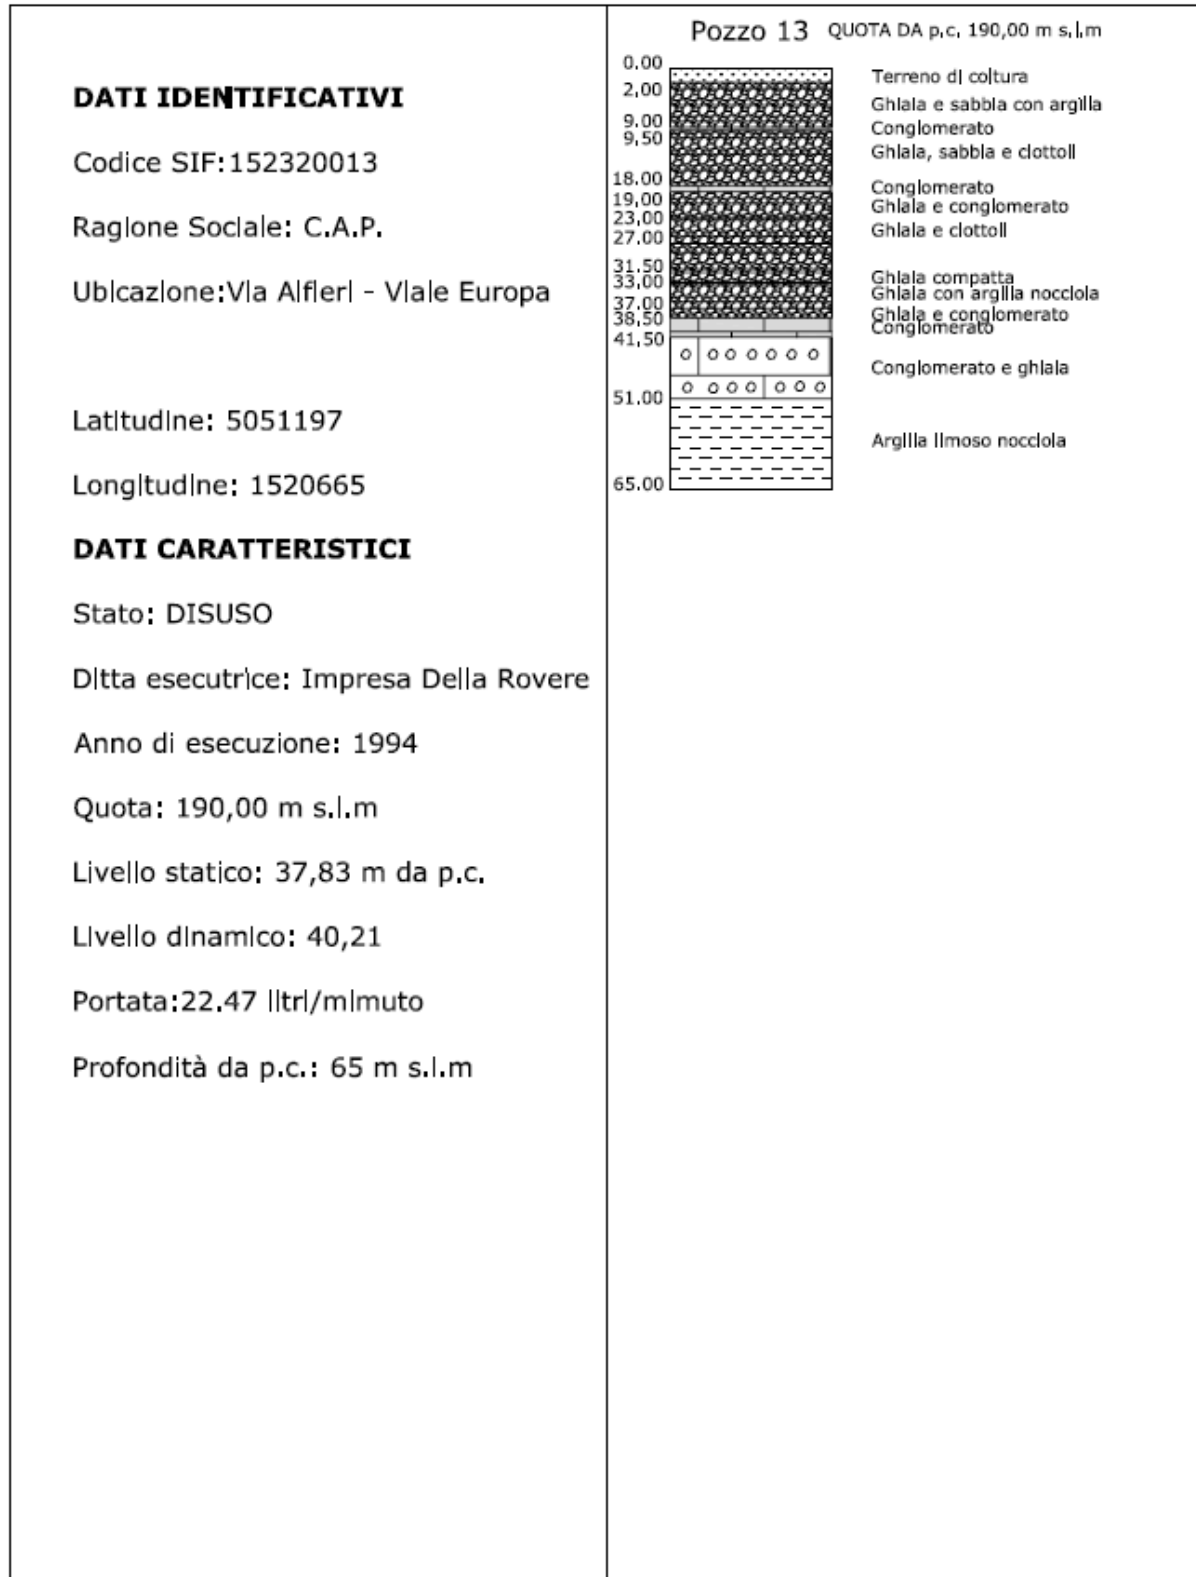 DATI IDENTIFICATIVI
Codice SIF:152320013
Ragione Sociale: C.A.P.
Ubicazione:Via Alfieri - Viale Europa
Latitudine: 5051197
Longitudine: 1520665
DATI CARATTERISTICI
Stato: DISUSO
Ditta esecutrice: Impresa Della Rovere
Anno di esecuzione: 1994
Quota: 190,00 m s.l.m
Livello statico: 37,83 m da p.c.
Livello dinamico: 40,21
Portata:22.47 litri/mimuto
Profondità da p.c.: 65 m s.l.m
Pozzo 13 QUOTA DA p.c. 190,00 m s.l.m
0.00
Terreno di coltura
2,00
Ghiaia e sabbia con argilla
9.00
Conglomerato
9,50
Ghiaia, sabbia e ciottoli
18.00
Conglomerato
19,00
Ghiaia e conglomerato
23,00
Ghiaia e ciottoli
27.00
31.50
Ghiaia compatta
33.00
Ghiaia con argilla nocciola
37.00
Ghiaia e conglomerato
38,50
Conglomerato
41,50
Conglomerato e ghiaia
51.00
Argilla limoso nocciola
65.00